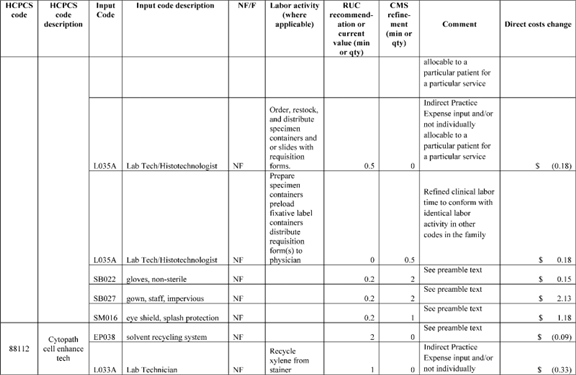 HCPCS code
HCPCS code description
Input Code
Input code description
NF/F
Labor activity (where applicable)
RUC recommend-ation or current value (min or qty)
CMS refine-ment (min or qty)
Comment
Direct costs change
allocable to a
particular patient for
a particular service
Order, restock,
and distribute
specimen
containers and
or slides with
requisition
forms.
Indirect Practice
Expense input and/or
not individually
allocable to a
particular patient for
a particular service
L035A Lab Tech/Histotechnologist NF 0.5 0 $ (0.18)
Prepare
specimen
containers
preload
fixative label
containers
distribute
requisition
form(s) to
physician
Refined clinical labor
time to conform with
identical labor
activity in other
codes in the family
L035A Lab Tech/Histotechnologist NF 0 0.5 $ 0.18
SB022 gloves, non-sterile NF 0.2 2 See preamble text $ 0.15
SB027 gown, staff, impervious NF 0.2 2 See preamble text $ 2.13
SM016 eye shield, splash protection NF 0.2 1 See preamble text $ 1.18
88112
Cytopath
cell enhance
tech
EP038 solvent recycling system NF 2 0 See preamble text $ (0.09)
L033A Lab Technician NF
Recycle
xylene from
stainer
1 0
Indirect Practice
Expense input and/or
not individually
$ (0.33)